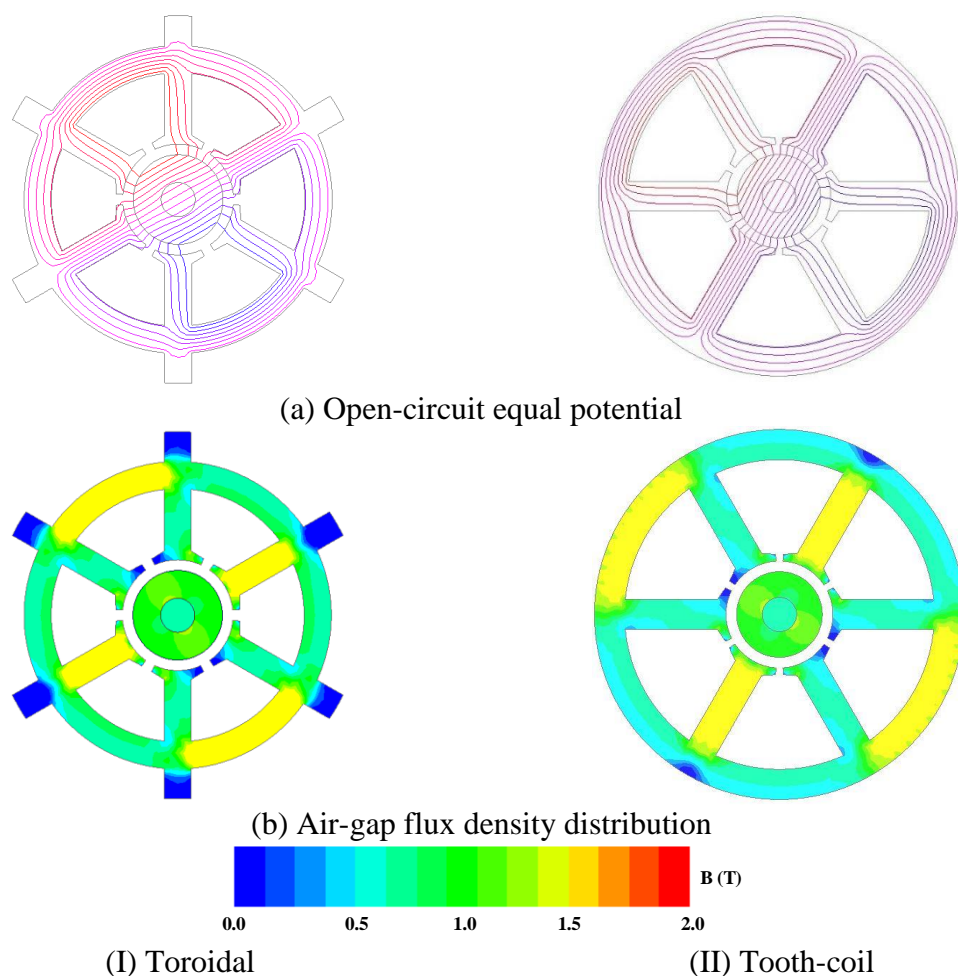 (a) Open-circuit equal potential
(b) Air-gap flux density distribution
B (T)
0.0 0.5 1.0 1.5 2.0
(I) Toroidal (II) Tooth-coil